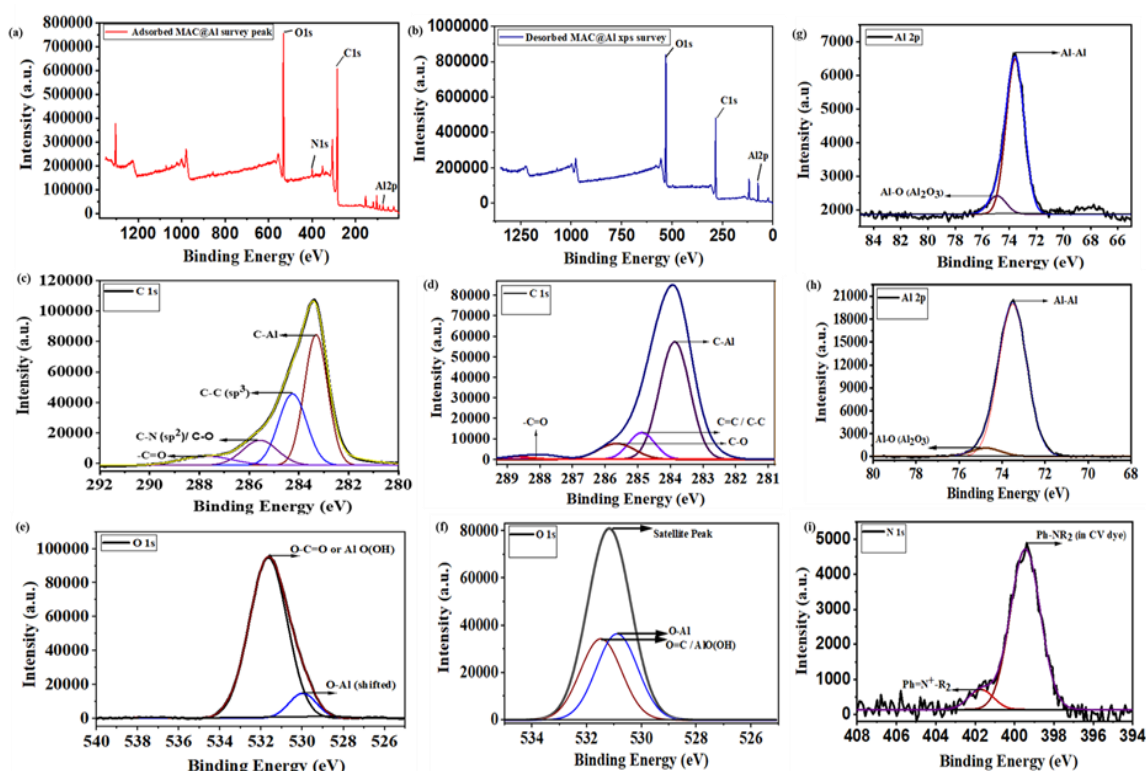 (a)
Adsorbed MAC@Al survey peak
O1s
C1s
N1s
Al2p
Intensity (a.u.)
800000
700000
600000
500000
400000
300000
200000
100000
0
1000 800 600 400 200
Binding Energy (eV)
(b)
Desorbed MAC@Al xps survey
O1s
C1s
Al2p
Intensity (a.u.)
1000000
800000
600000
400000
200000
0
1250 1000 750 500 250 0
Binding Energy (eV)
(g)
Al 2p
Al-Al
Al-O (Al2O3)
Intensity (a.u)
7000
6000
5000
4000
3000
2000
84 82 80 78 76 74 72 70 68 66
Binding Energy (eV)
(c)
C 1s
C-Al
C-C (sp3)
C-N (sp2)/ C-O
-C=O
Intensity (a.u.)
120000
100000
80000
60000
40000
20000
0
292 290 288 286 284 282 280
Binding Energy (eV)
(d)
C 1s
C-Al
-C=O
C=C / C-C
C-O
Intensity (a.u.)
80000
70000
60000
50000
40000
30000
20000
10000
0
289 288 287 286 285 284 283 282 281
Binding Energy (eV)
(h)
Al 2p
Al-Al
Al-O (Al2O3)
Intensity (a.u.)
21000
18000
15000
12000
9000
6000
3000
0
80 78 76 74 72 70 68
Binding Energy (eV)
(e)
O 1s
O-C=O or Al O(OH)
O-Al (shifted)
Intensity (a.u.)
100000
80000
60000
40000
20000
0
540 538 536 534 532 530 528 526
Binding Energy (eV)
(f)
O 1s
Satellite Peak
O-Al
O=C / AlO(OH)
Intensity (a.u.)
80000
60000
40000
20000
0
534 532 530 528 526
Binding Energy (eV)
(i)
N 1s
Ph-NR2 (in CV dye)
Ph=N+-R2
Intensity (a.u.)
5000
4000
3000
2000
1000
0
408 406 404 402 400 398 396 394
Binding Energy (eV)